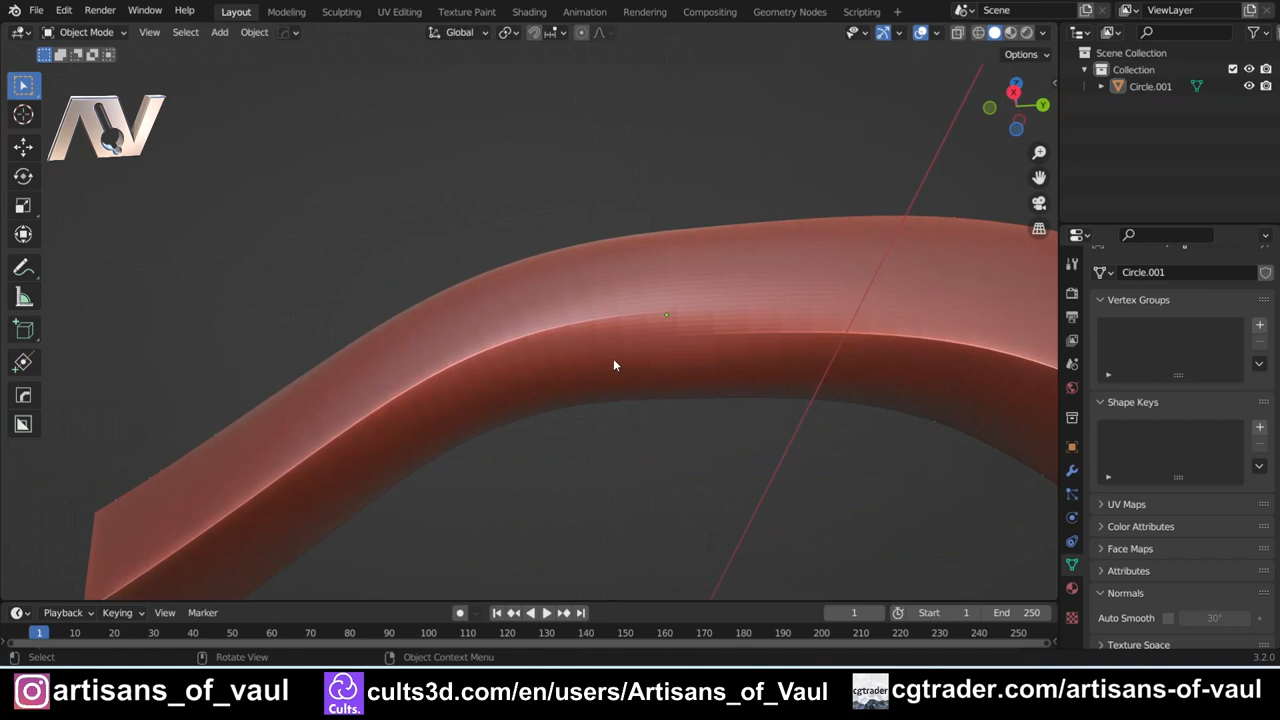 File Edit Render Window Help Layout Modeling Sculpting UV Editing Texture Paint Shading Animation Rendering Compositing Geometry Nodes Scripting + Scene ViewLayer
Object Mode View Select Add Object Global
Options
Scene Collection
Collection
Circle.001
AV
X
Y
Z
Circle.001
Vertex Groups
Shape Keys
UV Maps
Color Attributes
Face Maps
Attributes
Normals
Auto Smooth 30°
Texture Space
Playback Keying View Marker 1 Start 1 End 250
1 10 20 30 40 50 60 70 80 90 100 110 120 130 140 150 160 170 180 190 200 210 220 230 240 250
Select Rotate View Object Context Menu 3.2.0
artisans_of_vaul
Cults.
cults3d.com/en/users/Artisans_of_Vaul
cgtrader
cgtrader.com/artisans-of-vaul